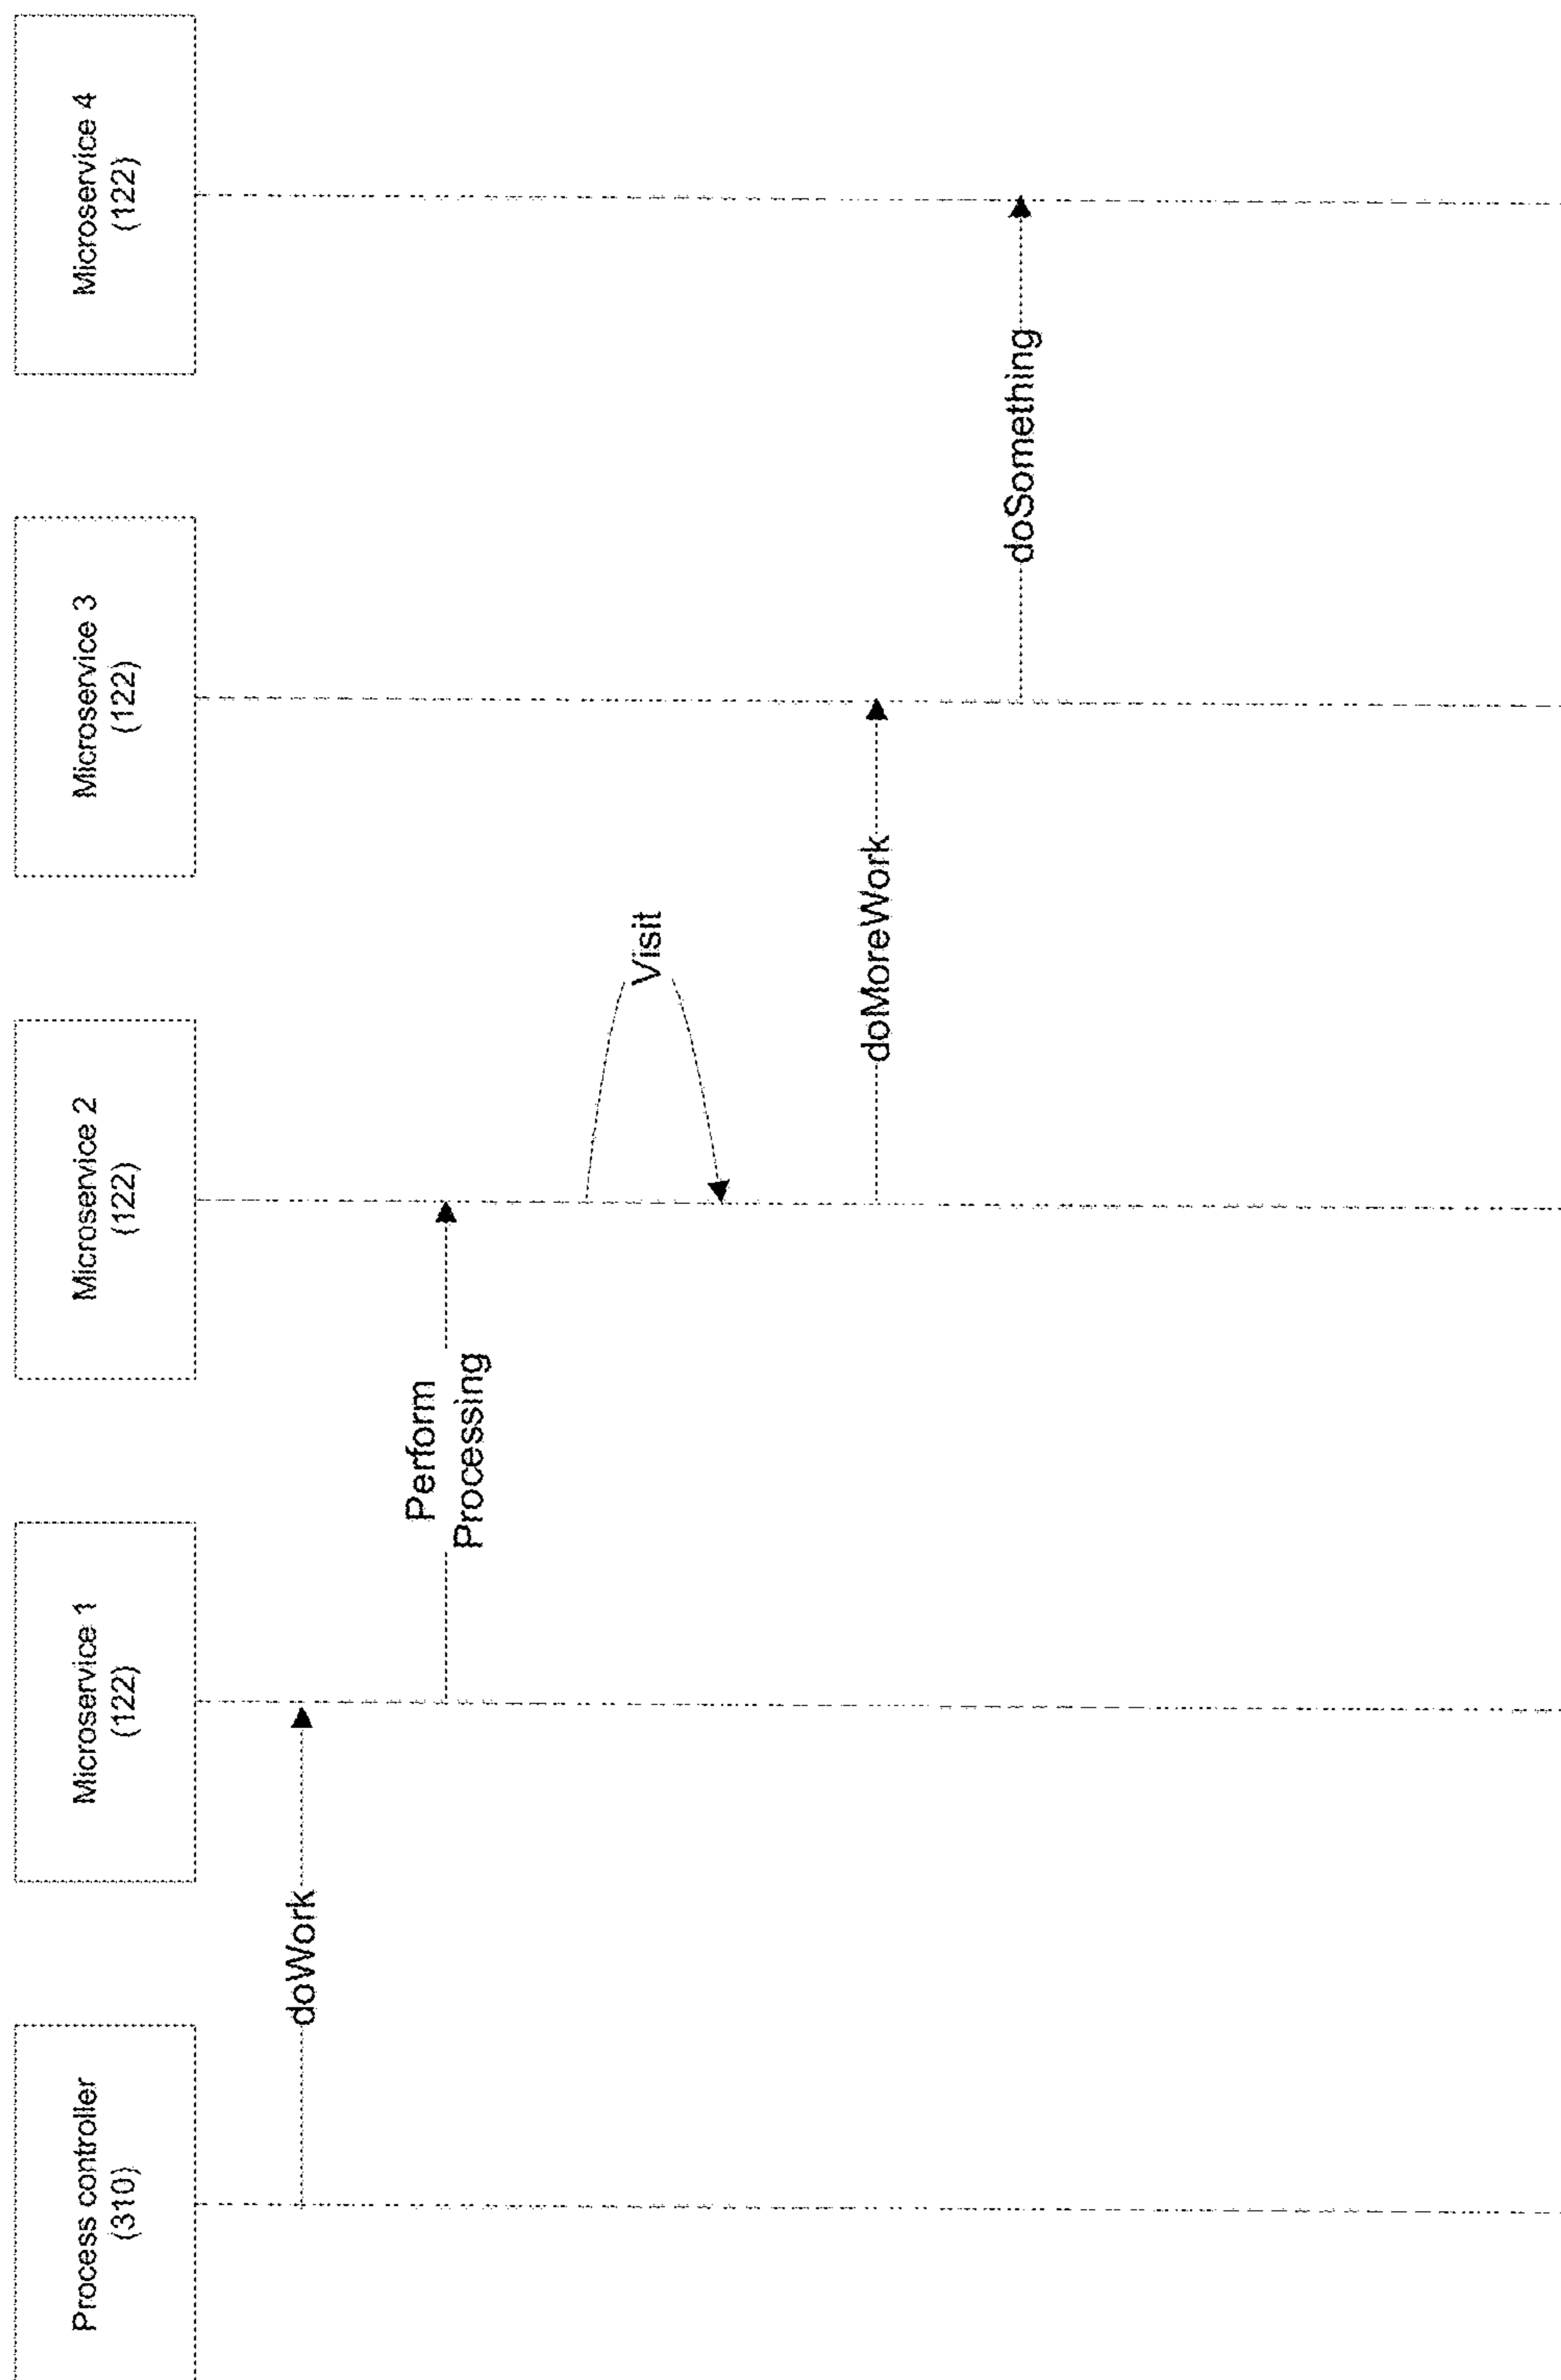 Process controller
(310)
Microservice 1
(122)
Microservice 2
(122)
Microservice 3
(122)
Microservice 4
(122)
doWork
Perform
Processing
Visit
doMoreWork
doSomething